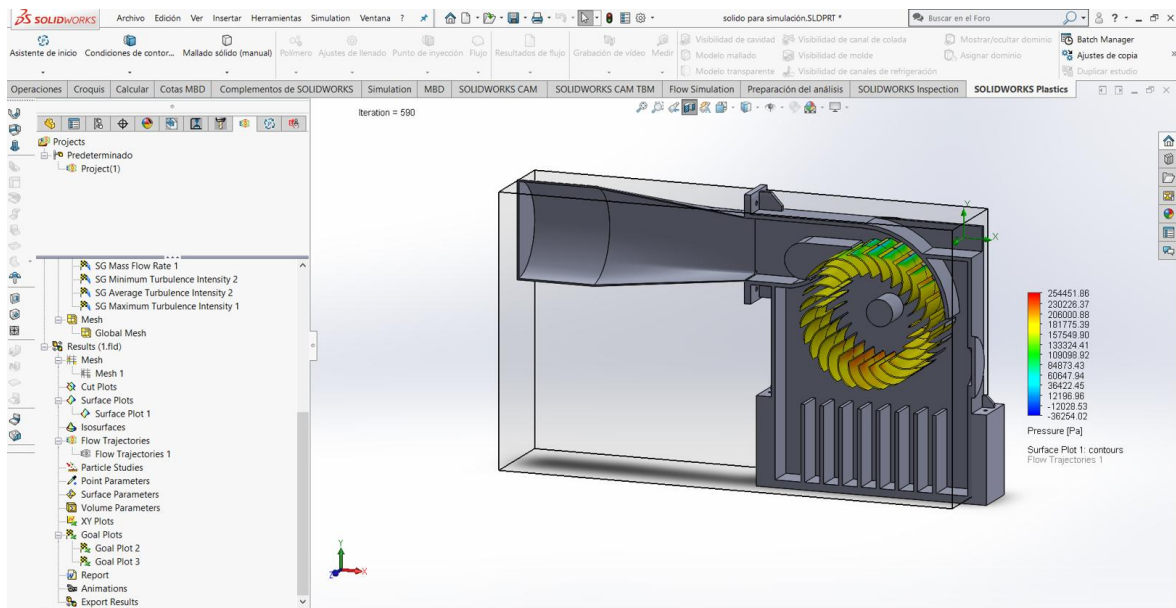 SOLIDWORKS Archivo Edición Ver Insertar Herramientas Simulation Ventana ? solido para simulación.SLDPRT * Buscar en el Foro
Asistente de inicio Condiciones de contor... Mallado sólido (manual) Polímero Ajustes de llenado Punto de inyección Flujo Resultados de flujo Grabación de vídeo Medir
Visibilidad de cavidad Visibilidad de canal de colada Mostrar/ocultar dominio Batch Manager
Modelo mallado Visibilidad de molde Asignar dominio Ajustes de copia
Modelo transparente Visibilidad de canales de refrigeración Duplicar estudio
Operaciones Croquis Calcular Cotas MBD Complementos de SOLIDWORKS Simulation MBD SOLIDWORKS CAM SOLIDWORKS CAM TBM Flow Simulation Preparación del análisis SOLIDWORKS Inspection SOLIDWORKS Plastics
Iteration = 590
Projects
Predeterminado
Project(1)
SG Mass Flow Rate 1
SG Minimum Turbulence Intensity 2
SG Average Turbulence Intensity 2
SG Maximum Turbulence Intensity 1
Mesh
Global Mesh
Results (1.fld)
Mesh
Mesh 1
Cut Plots
Surface Plots
Surface Plot 1
Isosurfaces
Flow Trajectories
Flow Trajectories 1
Particle Studies
Point Parameters
Surface Parameters
Volume Parameters
XY Plots
Goal Plots
Goal Plot 2
Goal Plot 3
Report
Animations
Export Results
Y
X
Y
X
Z
254451.86
230226.37
206000.88
181775.39
157549.90
133324.41
109098.92
84873.43
60647.94
36422.45
12196.96
-12028.53
-36254.02
Pressure [Pa]
Surface Plot 1: contours
Flow Trajectories 1